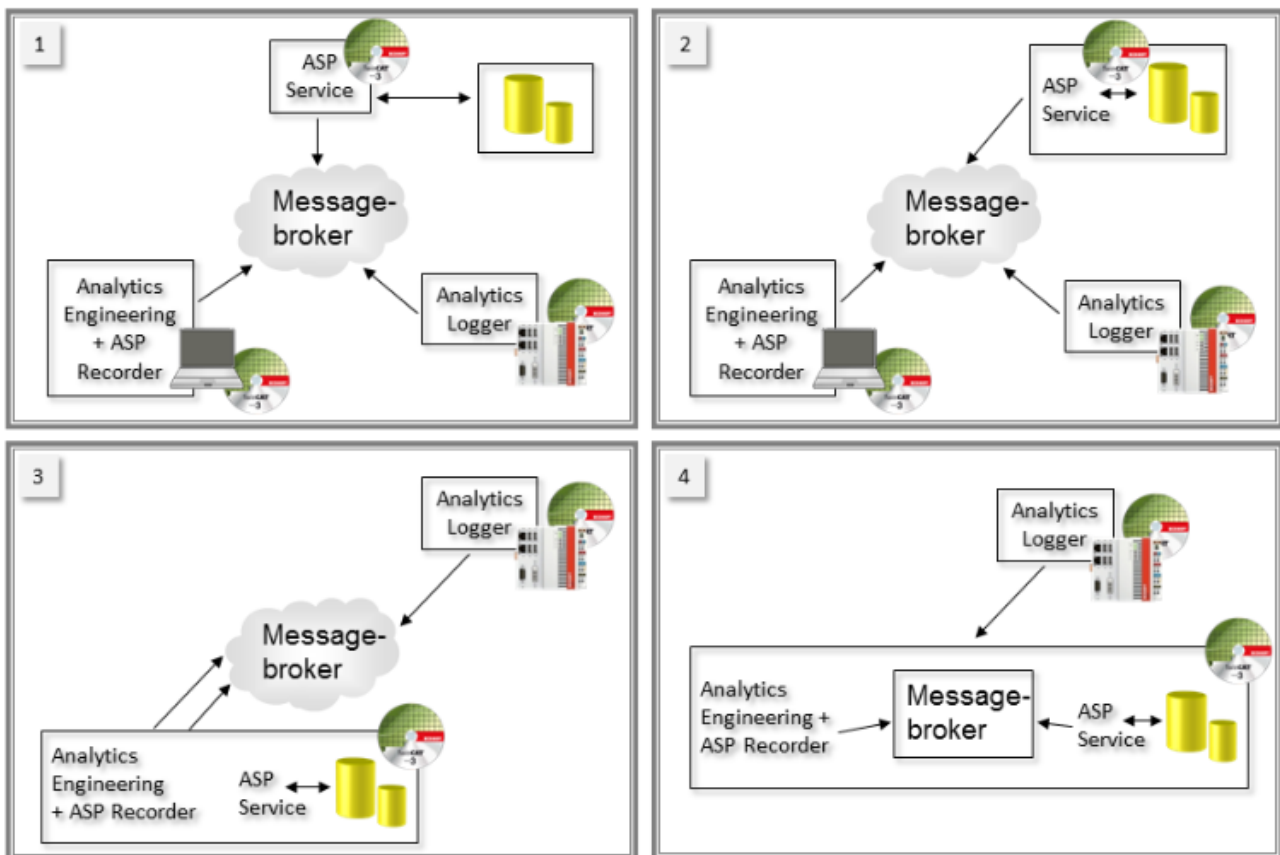 1
ASP
Service
Message-
broker
Analytics
Engineering
+ ASP
Recorder
Analytics
Logger
2
ASP
Service
Message-
broker
Analytics
Engineering
+ ASP
Recorder
Analytics
Logger
3
Analytics
Logger
Message-
broker
Analytics
Engineering
+ ASP Recorder
ASP
Service
4
Analytics
Logger
Analytics
Engineering +
ASP Recorder
Message-
broker
ASP
Service